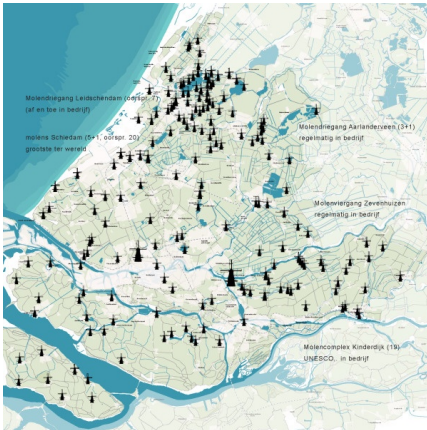 Molendriegang Leidschendam (oorspr. 7)
(af en toe in bedrijf)
molens Schiedam (5+1, oorspr. 20)
grootste ter wereld
Molendriegang Aarlanderveen (3+1)
regelmatig in bedrijf
Molenviergang Zevenhuizen
regelmatig in bedrijf
Molencomplex Kinderdijk (19)
UNESCO, in bedrijf